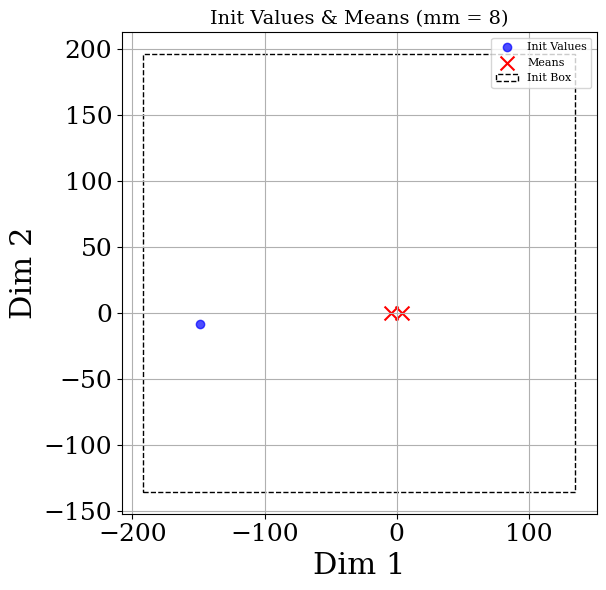 Init Values & Means (mm = 8)
Init Values
Means
Init Box
200
150
100
50
0
−50
−100
−150
Dim 2
−200
−100
0
100
Dim 1